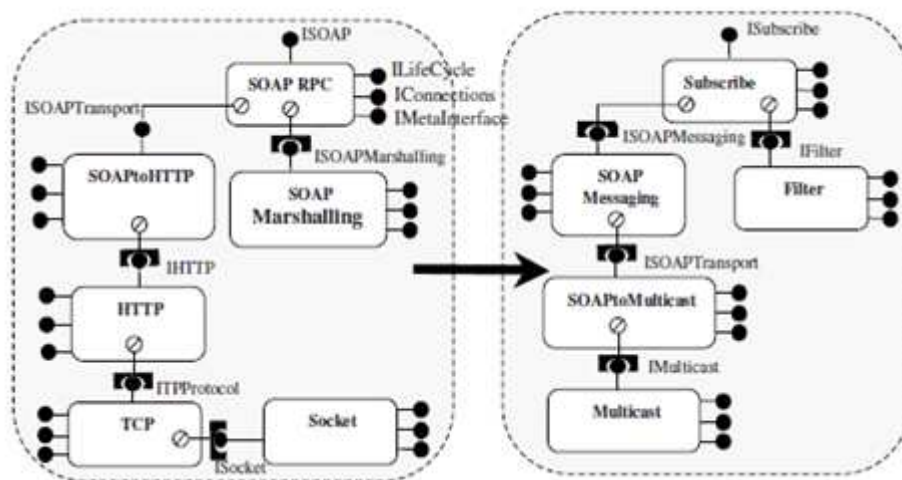 ISOAP
SOAP RPC
ILifeCycle
IConnections
IMetaInterface
ISOAPTransport
ISOAPMarshalling
SOAPtoHTTP
SOAP
Marshalling
IHTTP
HTTP
ITPProtocol
TCP
Socket
ISocket
ISubscribe
Subscribe
ISOAPMessaging
IFilter
SOAP
Messaging
Filter
ISOAPTransport
SOAPtoMulticast
IMulticast
Multicast